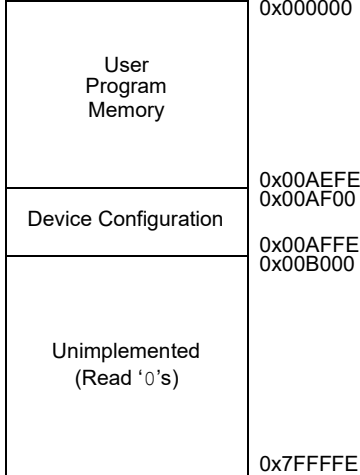 0x000000
User
Program
Memory
0x00AEFE
0x00AF00
Device Configuration
0x00AFFE
0x00B000
Unimplemented
(Read ‘0’s)
0x7FFFFE